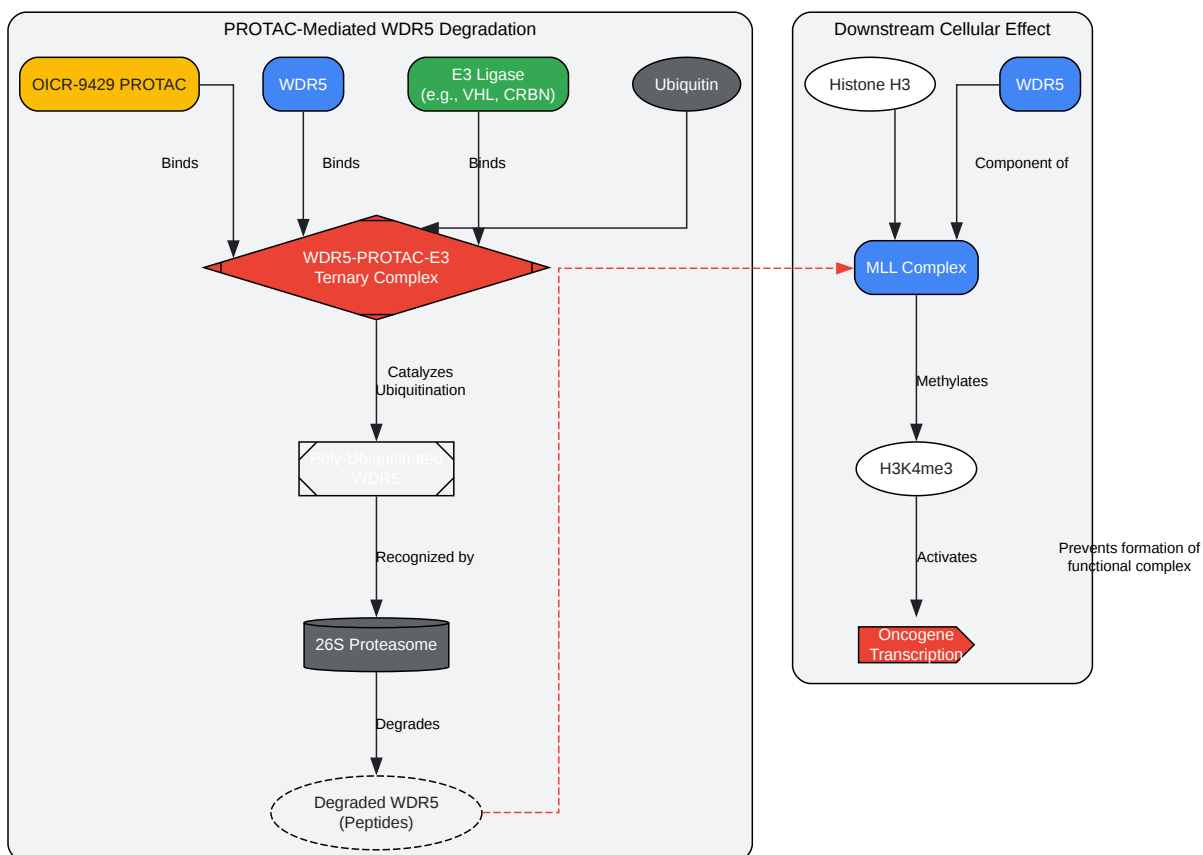 PROTAC-Mediated WDR5 Degradation
OICR-9429 PROTAC
WDR5
E3 Ligase
(e.g., VHL, CRBN)
Ubiquitin
Binds
Binds
Binds
WDR5-PROTAC-E3
Ternary Complex
Catalyzes
Ubiquitination
Poly-Ubiquitinated
WDR5
Recognized by
26S Proteasome
Degrades
Degraded WDR5
(Peptides)
Downstream Cellular Effect
Histone H3
WDR5
Component of
MLL Complex
Methylates
H3K4me3
Activates
Prevents formation of
functional complex
Oncogene
Transcription